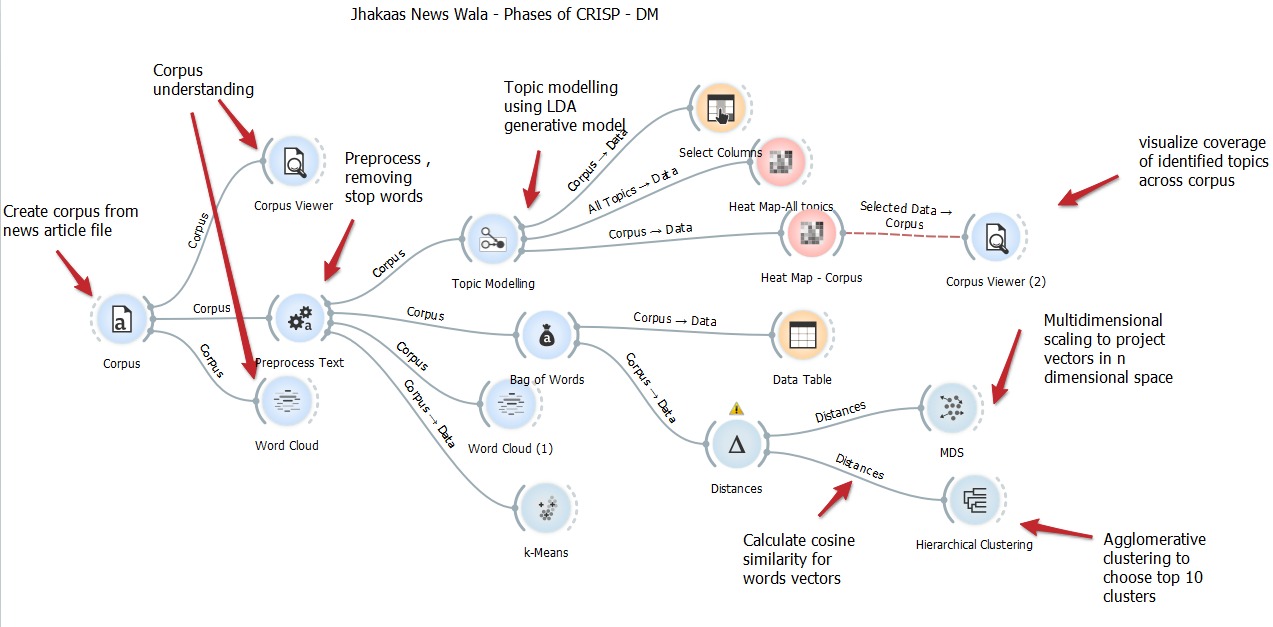 Jhakaas News Wala - Phases of CRISP - DM
Corpus
understanding
Topic modelling
using LDA
generative model
Preprocess ,
removing
stop words
visualize coverage
of identified topics
across corpus
Create corpus from
news article file
Corpus → Data
Select Columns
All Topics → Data
Heat Map-All topics
Corpus → Data
Heat Map - Corpus
Selected Data →
Corpus
Corpus Viewer (2)
Corpus
Corpus Viewer
Corpus
Topic Modelling
a
Corpus
Corpus
a
Preprocess Text
Corpus
a
Bag of Words
Corpus → Data
Data Table
Multidimensional
scaling to project
vectors in n
dimensional space
Corpus
Word Cloud
Corpus
Word Cloud (1)
Corpus → Data
k-Means
Corpus → Data
Δ
Distances
Distances
MDS
Distances
Hierarchical Clustering
Calculate cosine
similarity for
words vectors
Agglomerative
clustering to
choose top 10
clusters